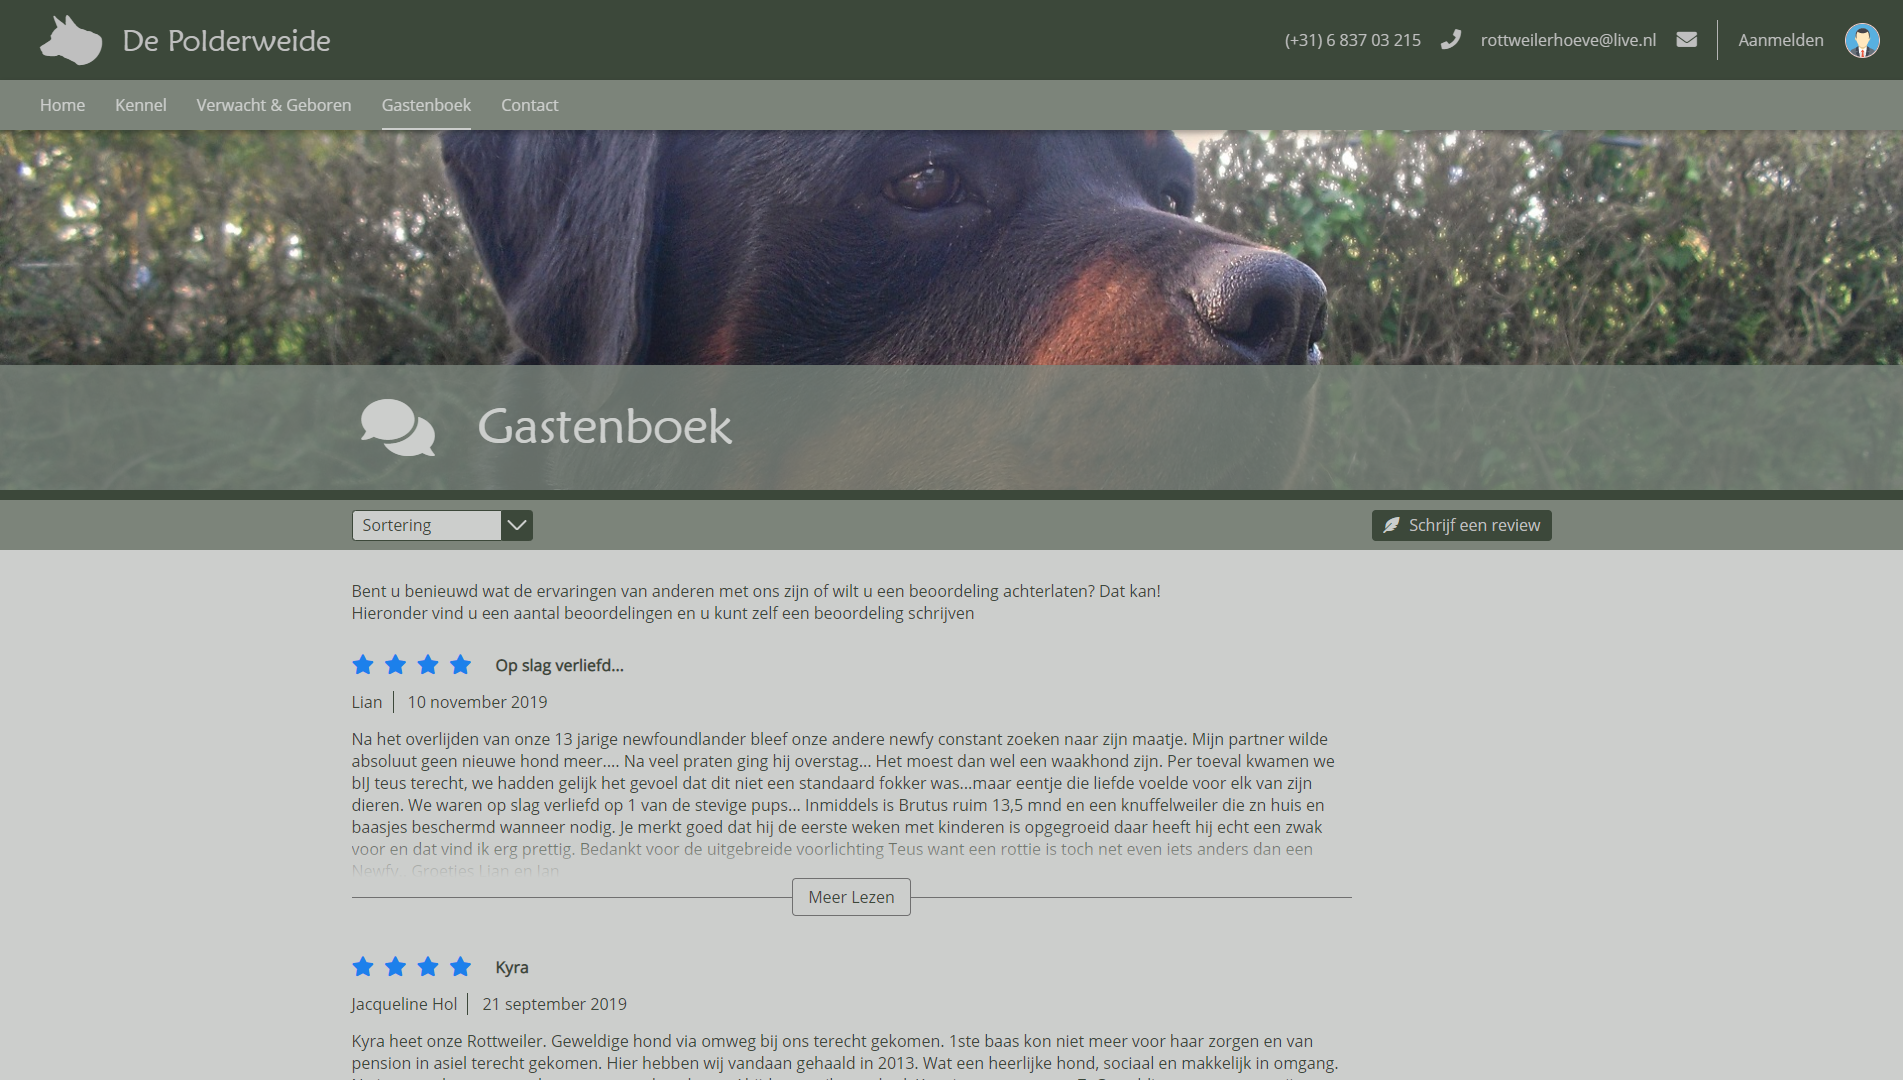 De Polderweide
(+31) 6 837 03 215
rottweilerhoeve@live.nl
Aanmelden
Home
Kennel
Verwacht & Geboren
Gastenboek
Contact
Gastenboek
Sortering
Schrijf een review
Bent u benieuwd wat de ervaringen van anderen met ons zijn of wilt u een beoordeling achterlaten? Dat kan!
Hieronder vind u een aantal beoordelingen en u kunt zelf een beoordeling schrijven
Op slag verliefd...
Lian
10 november 2019
Na het overlijden van onze 13 jarige newfoundlander bleef onze andere newfy constant zoeken naar zijn maatje. Mijn partner wilde
absoluut geen nieuwe hond meer.... Na veel praten ging hij overstag... Het moest dan wel een waakhond zijn. Per toeval kwamen we
bIJ teus terecht, we hadden gelijk het gevoel dat dit niet een standaard fokker was...maar eentje die liefde voelde voor elk van zijn
dieren. We waren op slag verliefd op 1 van de stevige pups... Inmiddels is Brutus ruim 13,5 mnd en een knuffelweiler die zn huis en
baasjes beschermd wanneer nodig. Je merkt goed dat hij de eerste weken met kinderen is opgegroeid daar heeft hij echt een zwak
voor en dat vind ik erg prettig. Bedankt voor de uitgebreide voorlichting Teus want een rottie is toch net even iets anders dan een
Newfy.. Groetjes Lian en Jan
Meer Lezen
Kyra
Jacqueline Hol
21 september 2019
Kyra heet onze Rottweiler. Geweldige hond via omweg bij ons terecht gekomen. 1ste baas kon niet meer voor haar zorgen en van
pension in asiel terecht gekomen. Hier hebben wij vandaan gehaald in 2013. Wat een heerlijke hond, sociaal en makkelijk in omgang.